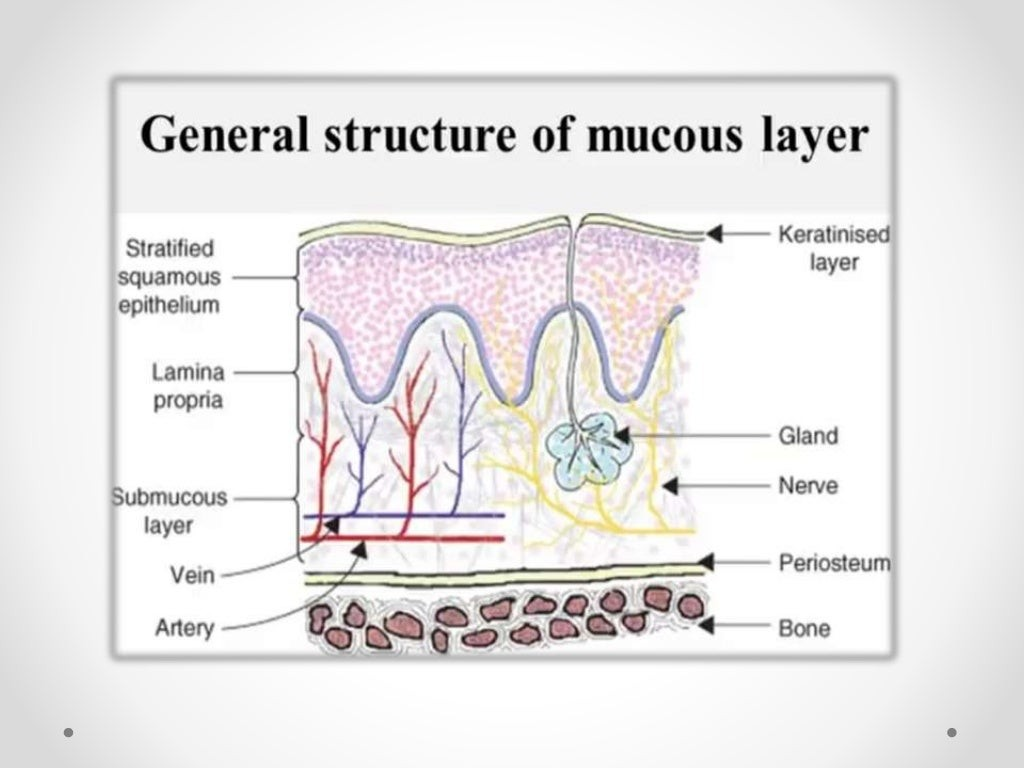 General structure of mucous layer
Stratified
squamous
epithelium
Lamina
propria
Submucous
layer
Vein
Artery
Keratinised
layer
Gland
Nerve
Periosteum
Bone